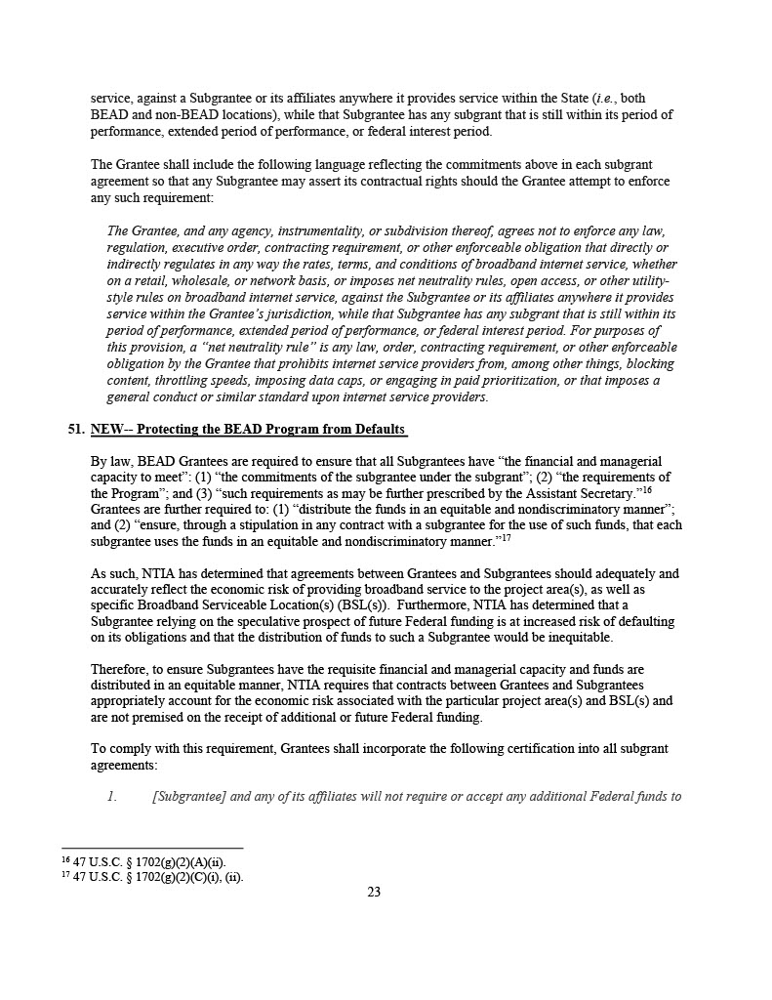 service, against a Subgrantee or its affiliates anywhere it provides service within the State (i.e., both
BEAD and non-BEAD locations), while that Subgrantee has any subgrant that is still within its period of
performance, extended period of performance, or federal interest period.
The Grantee shall include the following language reflecting the commitments above in each subgrant
agreement so that any Subgrantee may assert its contractual rights should the Grantee attempt to enforce
any such requirement:
The Grantee, and any agency, instrumentality, or subdivision thereof, agrees not to enforce any law,
regulation, executive order, contracting requirement, or other enforceable obligation that directly or
indirectly regulates in any way the rates, terms, and conditions of broadband internet service, whether
on a retail, wholesale, or network basis, or imposes net neutrality rules, open access, or other utility-
style rules on broadband internet service, against the Subgrantee or its affiliates anywhere it provides
service within the Grantee's jurisdiction, while that Subgrantee has any subgrant that is still within its
period of performance, extended period of performance, or federal interest period. For purposes of
this provision, a “net neutrality rule” is any law, order, contracting requirement, or other enforceable
obligation by the Grantee that prohibits internet service providers from, among other things, blocking
content, throttling speeds, imposing data caps, or engaging in paid prioritization, or that imposes a
general conduct or similar standard upon internet service providers.
51. NEW-- Protecting the BEAD Program from Defaults
By law, BEAD Grantees are required to ensure that all Subgrantees have “the financial and managerial
capacity to meet”: (1) “the commitments of the subgrantee under the subgrant”; (2) “the requirements of
the Program”; and (3) “such requirements as may be further prescribed by the Assistant Secretary.”16
Grantees are further required to: (1) “distribute the funds in an equitable and nondiscriminatory manner”;
and (2) “ensure, through a stipulation in any contract with a subgrantee for the use of such funds, that each
subgrantee uses the funds in an equitable and nondiscriminatory manner.”17
As such, NTIA has determined that agreements between Grantees and Subgrantees should adequately and
accurately reflect the economic risk of providing broadband service to the project area(s), as well as
specific Broadband Serviceable Location(s) (BSL(s)). Furthermore, NTIA has determined that a
Subgrantee relying on the speculative prospect of future Federal funding is at increased risk of defaulting
on its obligations and that the distribution of funds to such a Subgrantee would be inequitable.
Therefore, to ensure Subgrantees have the requisite financial and managerial capacity and funds are
distributed in an equitable manner, NTIA requires that contracts between Grantees and Subgrantees
appropriately account for the economic risk associated with the particular project area(s) and BSL(s) and
are not premised on the receipt of additional or future Federal funding.
To comply with this requirement, Grantees shall incorporate the following certification into all subgrant
agreements:
1. [Subgrantee] and any of its affiliates will not require or accept any additional Federal funds to
16 47 U.S.C. § 1702(g)(2)(A)(ii).
17 47 U.S.C. § 1702(g)(2)(C)(i), (ii).
23